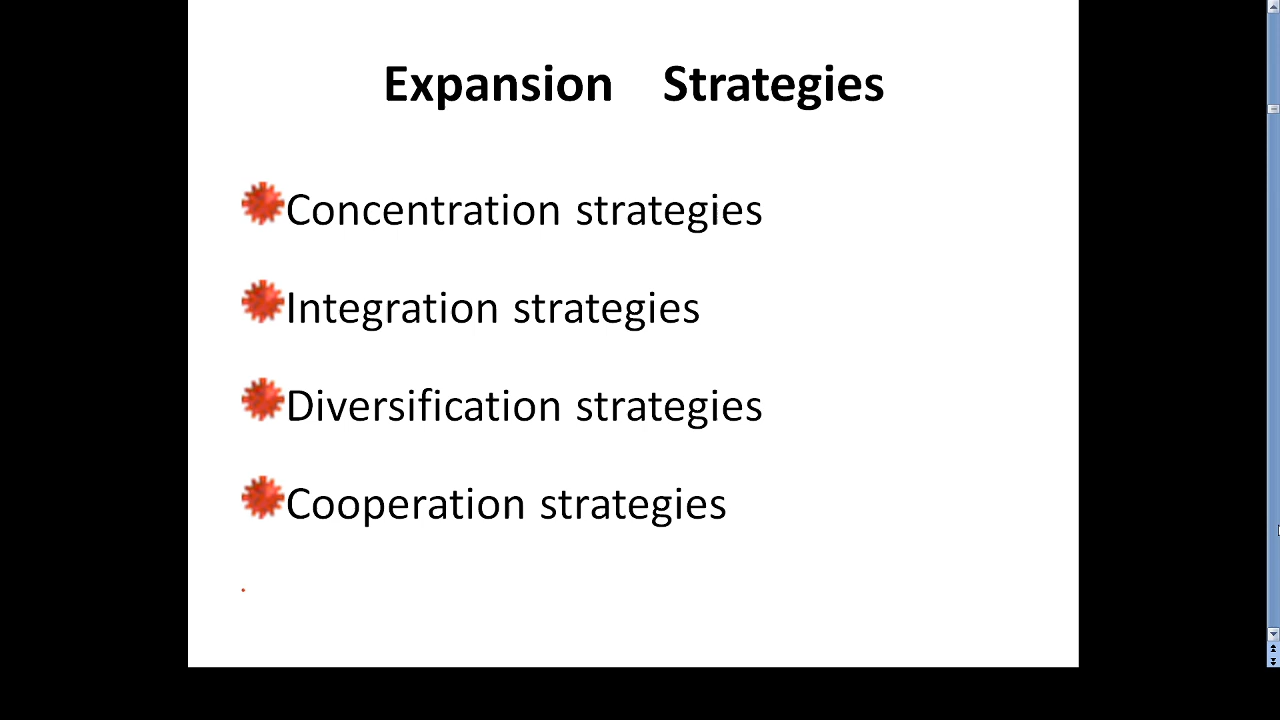 Expansion Strategies
Concentration strategies
Integration strategies
Diversification strategies
Cooperation strategies